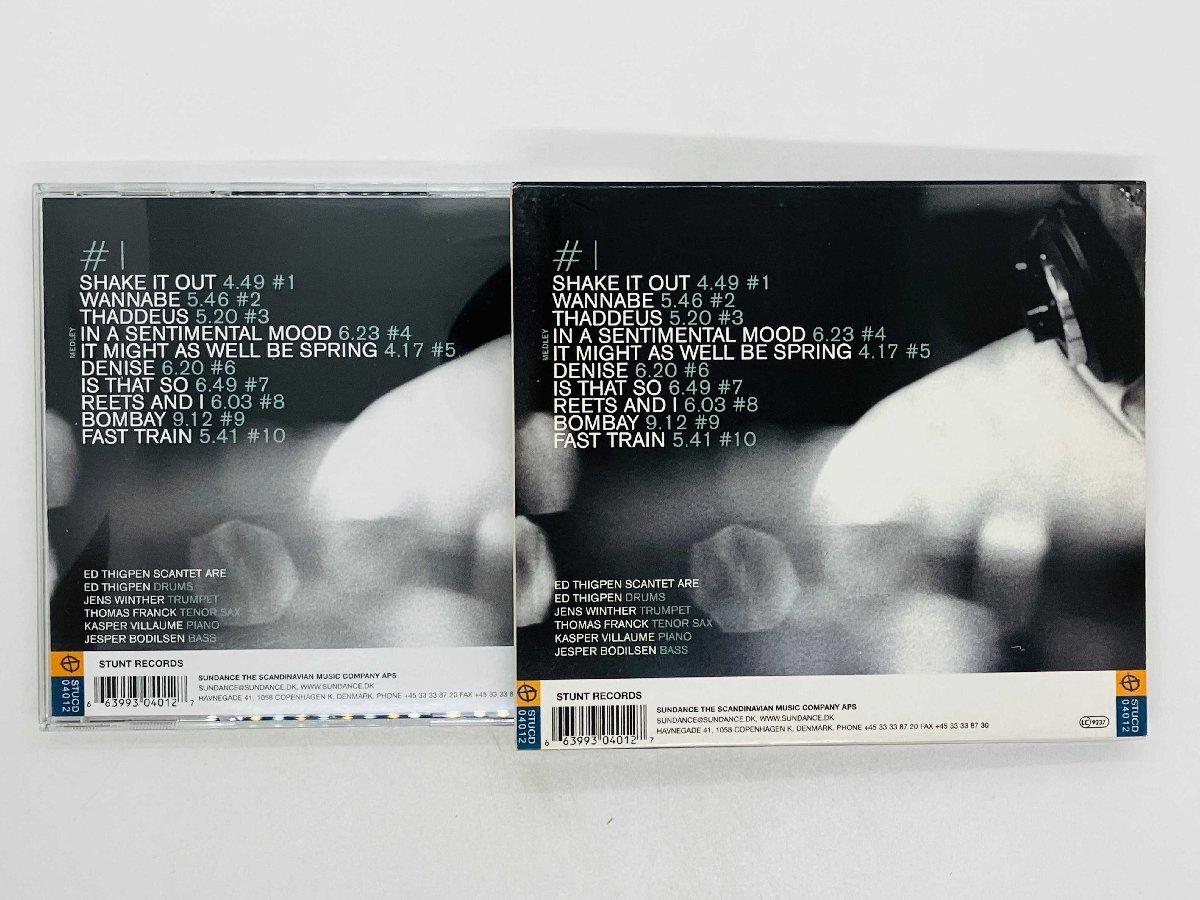 # 1
SHAKE IT OUT 4.49 #1
WANNABE 5.46 #2
THADDEUS 5.20 #3
IN A SENTIMENTAL MOOD 6.23 #4
IT MIGHT AS WELL BE SPRING 4.17 #5
MEDLEY
DENISE 6.20 #6
IS THAT SO 6.49 #7
REETS AND I 6.03 #8
BOMBAY 9.12 #9
FAST TRAIN 5.41 #10
ED THIGPEN SCANTET ARE
ED THIGPEN DRUMS
JENS WINTHER TRUMPET
THOMAS FRANCK TENOR SAX
KASPER VILLAUME PIANO
JESPER BODILSEN BASS
STUNT RECORDS
STUCD
04012
6 63993 04012 7
SUNDANCE THE SCANDINAVIAN MUSIC COMPANY APS
SUNDANCE@SUNDANCE.DK, WWW.SUNDANCE.DK
HAVNEGADE 41, 1058 COPENHAGEN K, DENMARK. PHONE +45 33 33 87 20 FAX +45 33 33 8
# 1
SHAKE IT OUT 4.49 #1
WANNABE 5.46 #2
THADDEUS 5.20 #3
IN A SENTIMENTAL MOOD 6.23 #4
IT MIGHT AS WELL BE SPRING 4.17 #5
MEDLEY
DENISE 6.20 #6
IS THAT SO 6.49 #7
REETS AND I 6.03 #8
BOMBAY 9.12 #9
FAST TRAIN 5.41 #10
ED THIGPEN SCANTET ARE
ED THIGPEN DRUMS
JENS WINTHER TRUMPET
THOMAS FRANCK TENOR SAX
KASPER VILLAUME PIANO
JESPER BODILSEN BASS
STUNT RECORDS
STUCD
04012
6 63993 04012 7
SUNDANCE THE SCANDINAVIAN MUSIC COMPANY APS
SUNDANCE@SUNDANCE.DK, WWW.SUNDANCE.DK
HAVNEGADE 41, 1058 COPENHAGEN K, DENMARK. PHONE +45 33 33 87 20 FAX +45 33 33 87 30
LC 9237
STUCD
04012